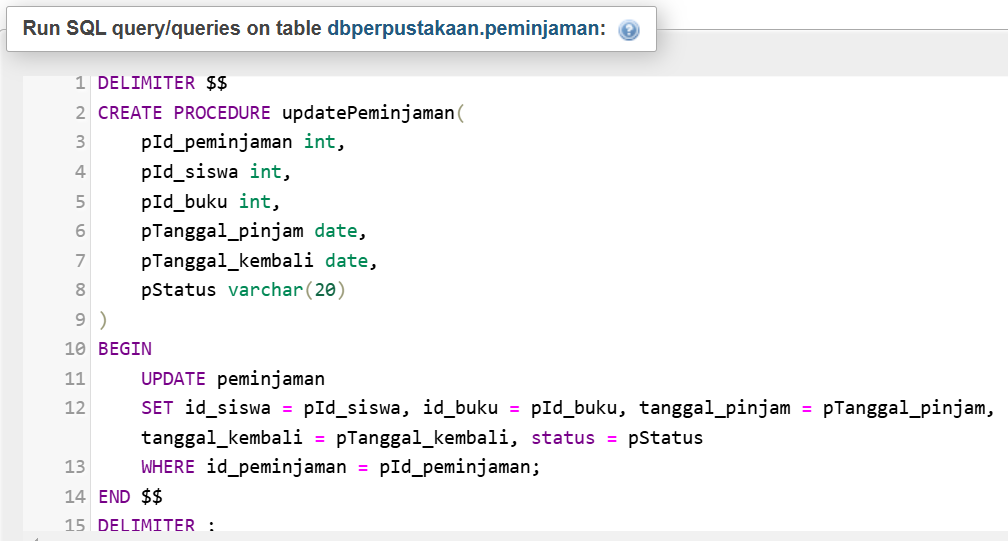 Run SQL query/queries on table dbperpustakaan.peminjaman:
1 DELIMITER $$
2 CREATE PROCEDURE updatePeminjaman(
3 pId_peminjaman int,
4 pId_siswa int,
5 pId_buku int,
6 pTanggal_pinjam date,
7 pTanggal_kembali date,
8 pStatus varchar(20)
9 )
10 BEGIN
11 UPDATE peminjaman
12 SET id_siswa = pId_siswa, id_buku = pId_buku, tanggal_pinjam = pTanggal_pinjam,
tanggal_kembali = pTanggal_kembali, status = pStatus
13 WHERE id_peminjaman = pId_peminjaman;
14 END $$
15 DELIMITER ;